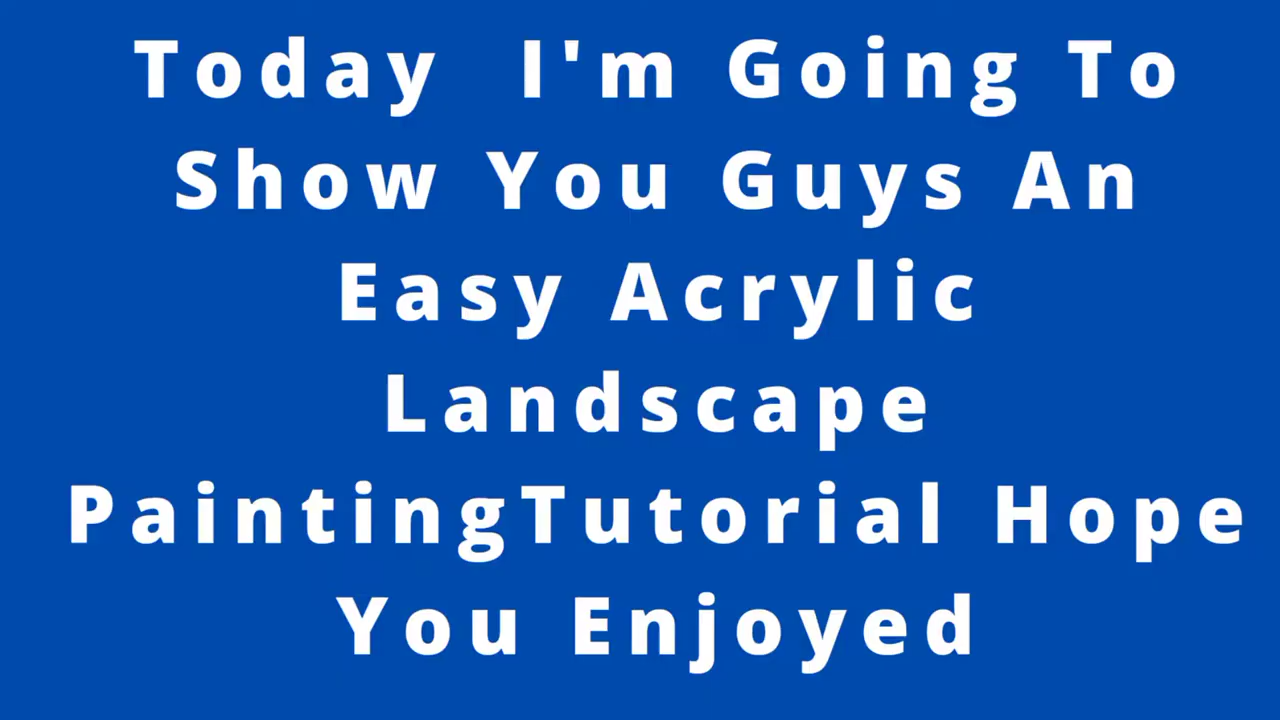 Today  I'm Going To
Show You Guys An
Easy Acrylic
Landscape
PaintingTutorial Hope
You Enjoyed